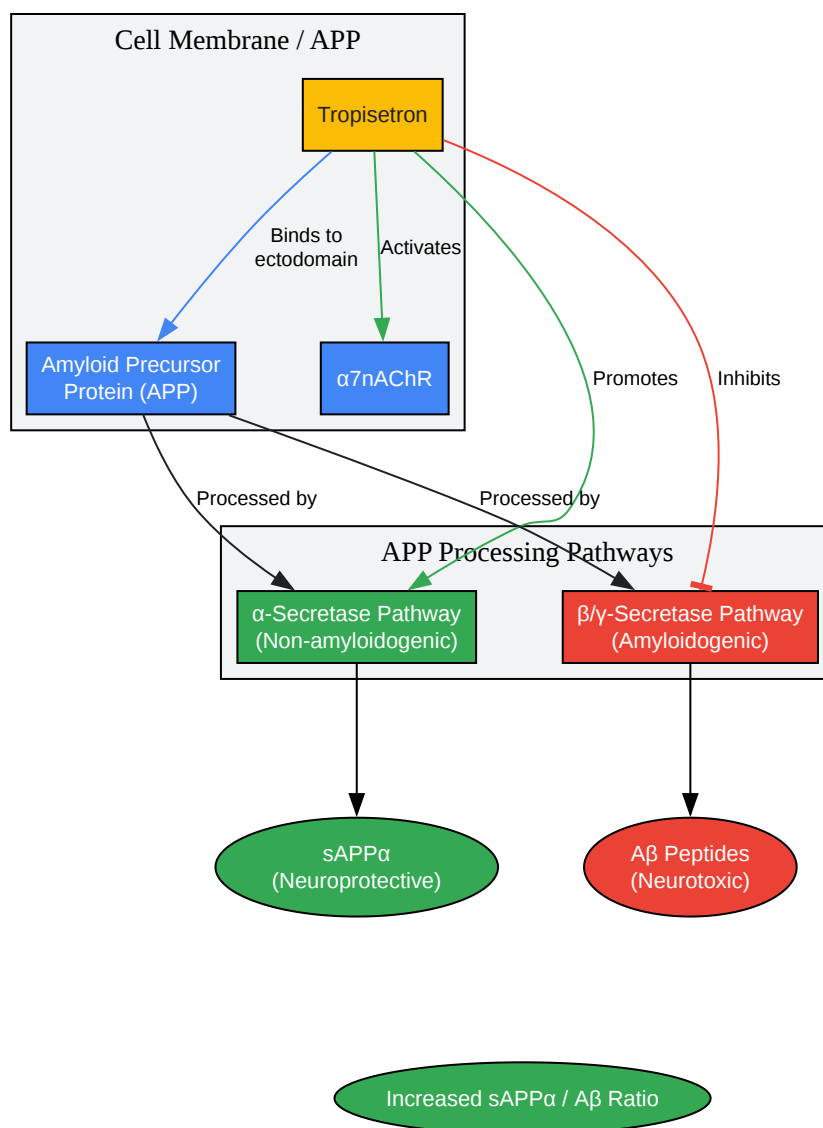 Cell Membrane / APP
Tropisetron
Binds to
ectodomain
Activates
Amyloid Precursor
Protein (APP)
α7nAChR
Promotes
Inhibits
Processed by
Processed by
APP Processing Pathways
α-Secretase Pathway
(Non-amyloidogenic)
β/γ-Secretase Pathway
(Amyloidogenic)
sAPPα
(Neuroprotective)
Aβ Peptides
(Neurotoxic)
Increased sAPPα / Aβ Ratio